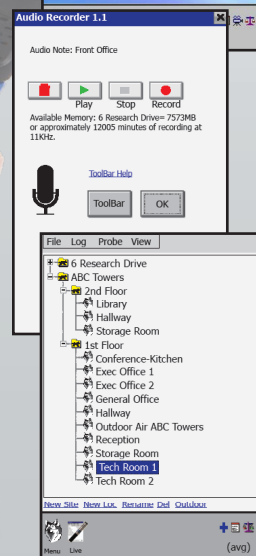 Audio Recorder 1.1
Audio Note: Front Office
Play Stop Record
Available Memory: 6 Research Drive= 7573MB
or approximately 12005 minutes of recording at
11KHz.
ToolBar Help
ToolBar OK
File Log Probe View
6 Research Drive
ABC Towers
2nd Floor
Library
Hallway
Storage Room
1st Floor
Conference-Kitchen
Exec Office 1
Exec Office 2
General Office
Hallway
Outdoor Air ABC Towers
Reception
Storage Room
Tech Room 1
Tech Room 2
New Site New Loc Rename Del Outdoor
Menu Live
(avg)